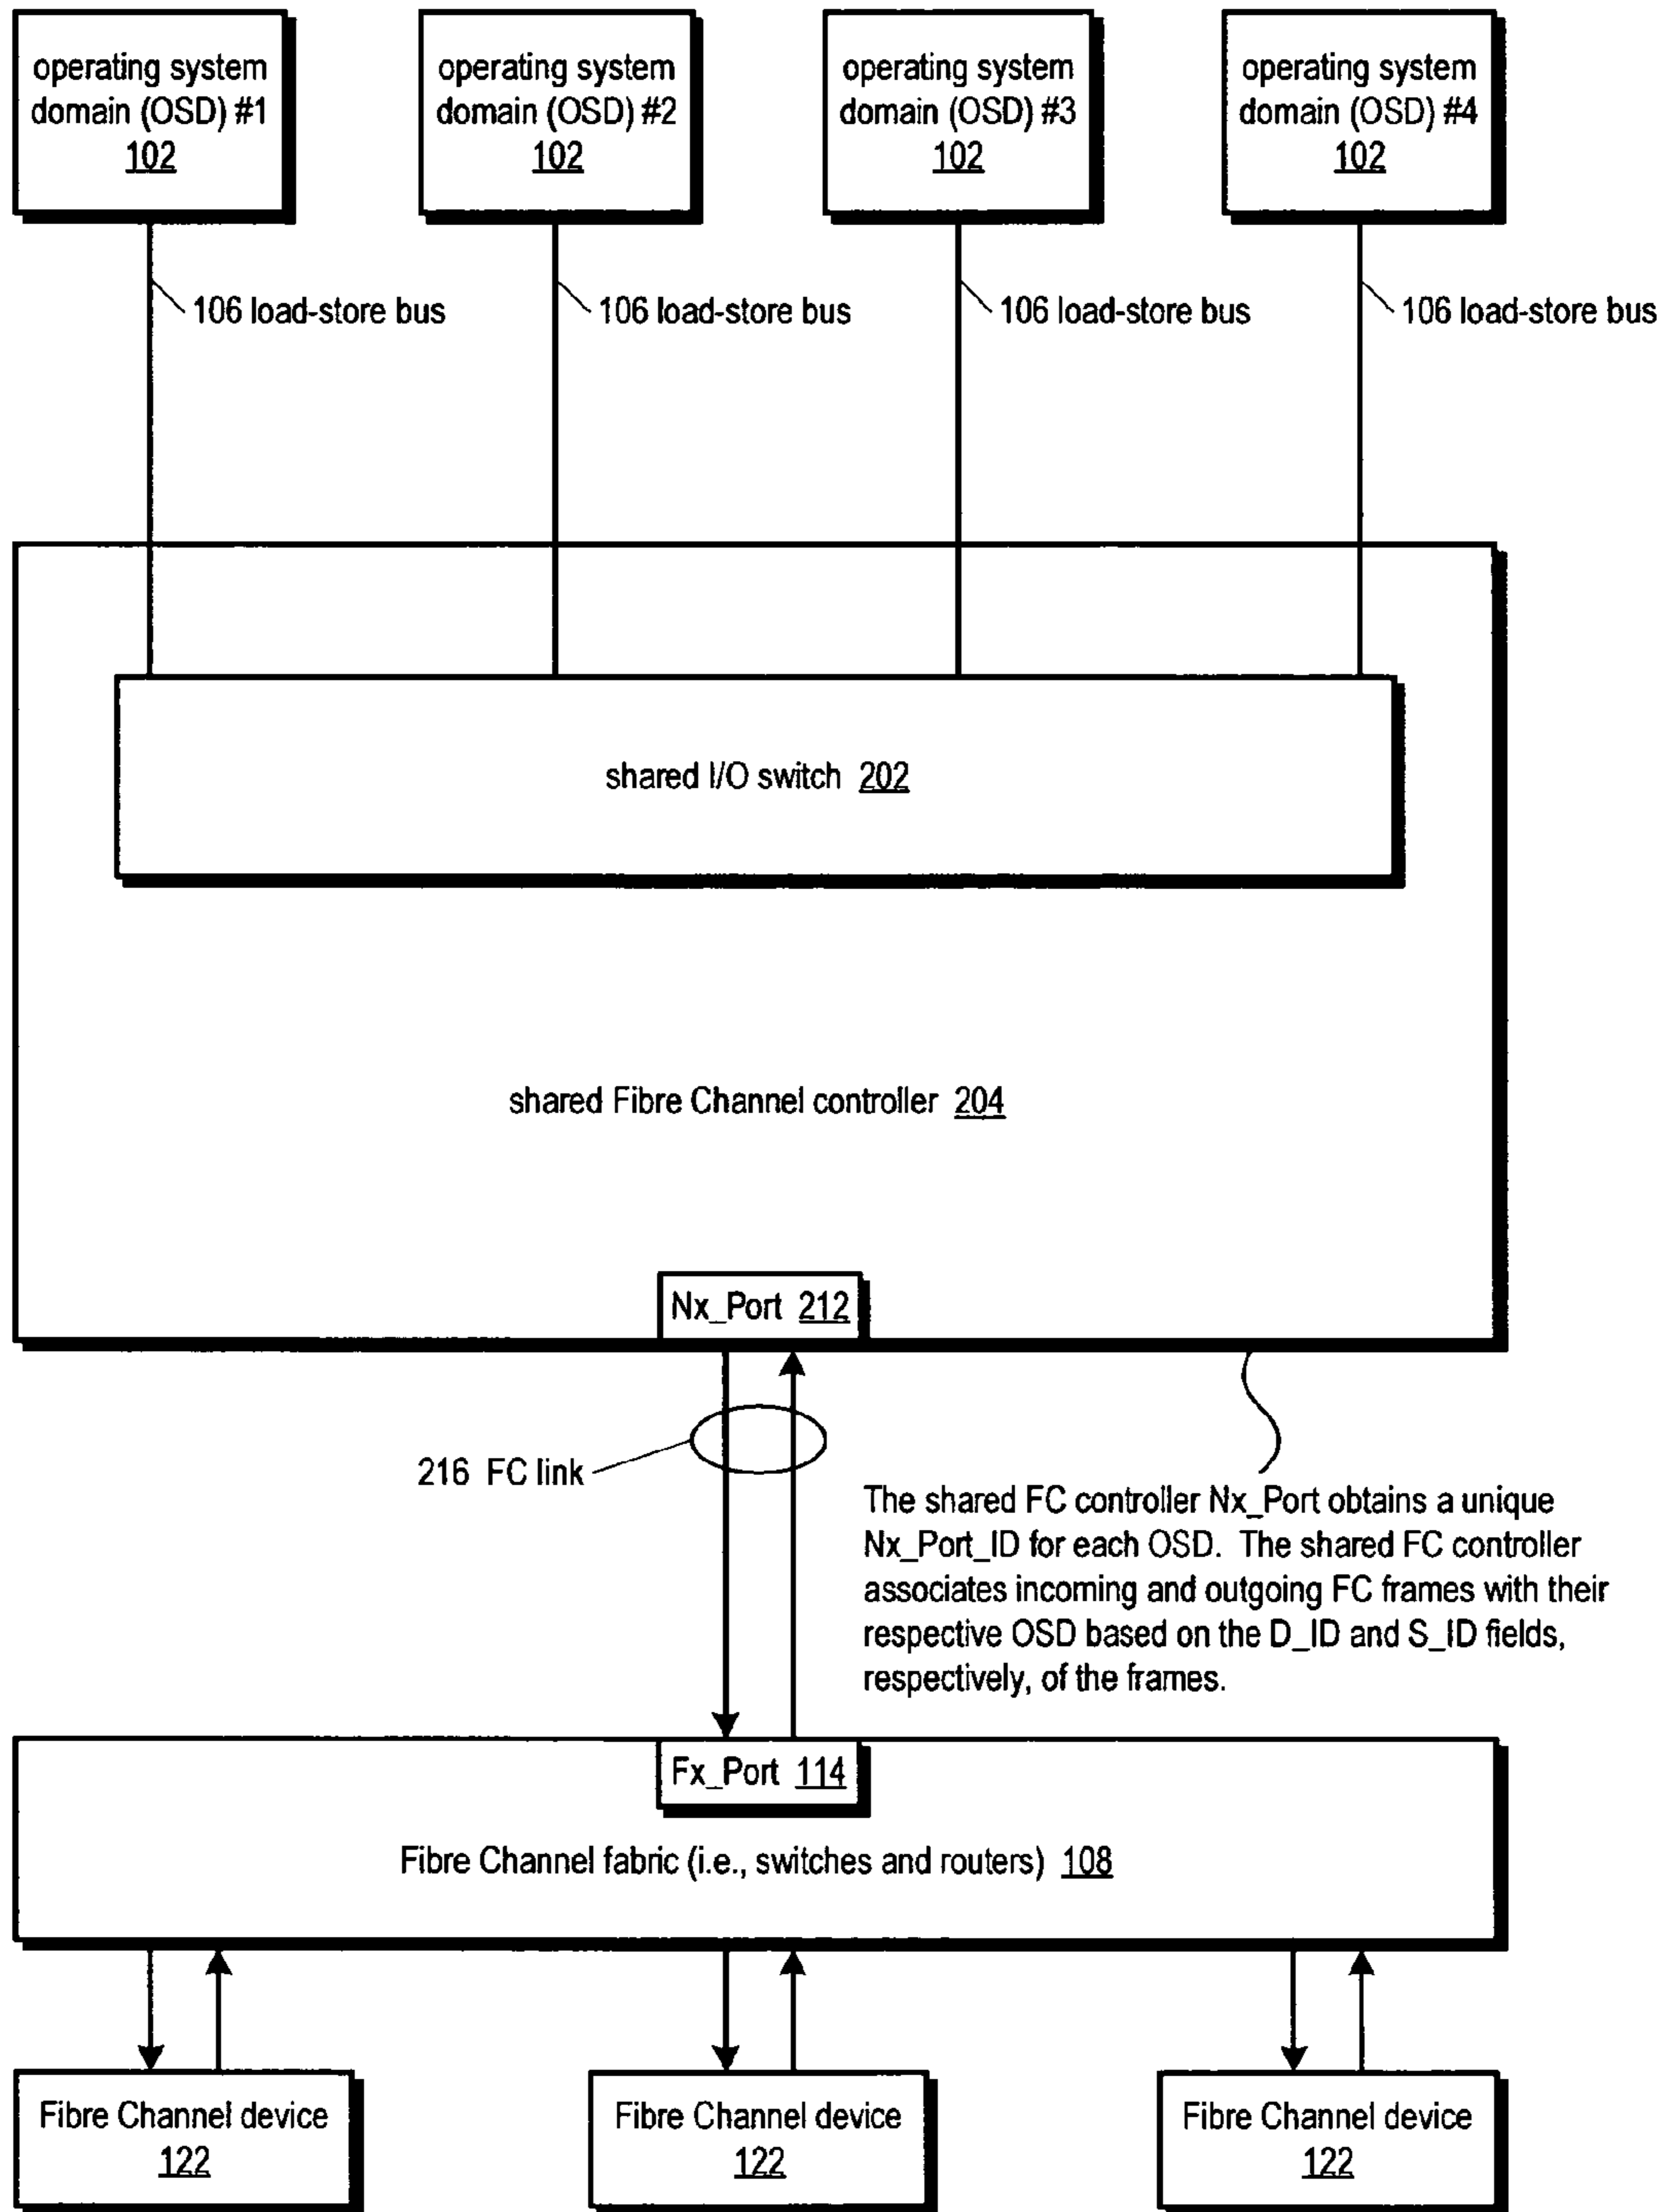 operating system
domain (OSD) #1
102
operating system
domain (OSD) #2
102
operating system
domain (OSD) #3
102
operating system
domain (OSD) #4
102
106 load-store bus
106 load-store bus
106 load-store bus
106 load-store bus
shared I/O switch 202
shared Fibre Channel controller 204
Nx_Port 212
216 FC link
The shared FC controller Nx_Port obtains a unique
Nx_Port_ID for each OSD. The shared FC controller
associates incoming and outgoing FC frames with their
respective OSD based on the D_ID and S_ID fields,
respectively, of the frames.
Fx_Port 114
Fibre Channel fabric (i.e., switches and routers) 108
Fibre Channel device
122
Fibre Channel device
122
Fibre Channel device
122